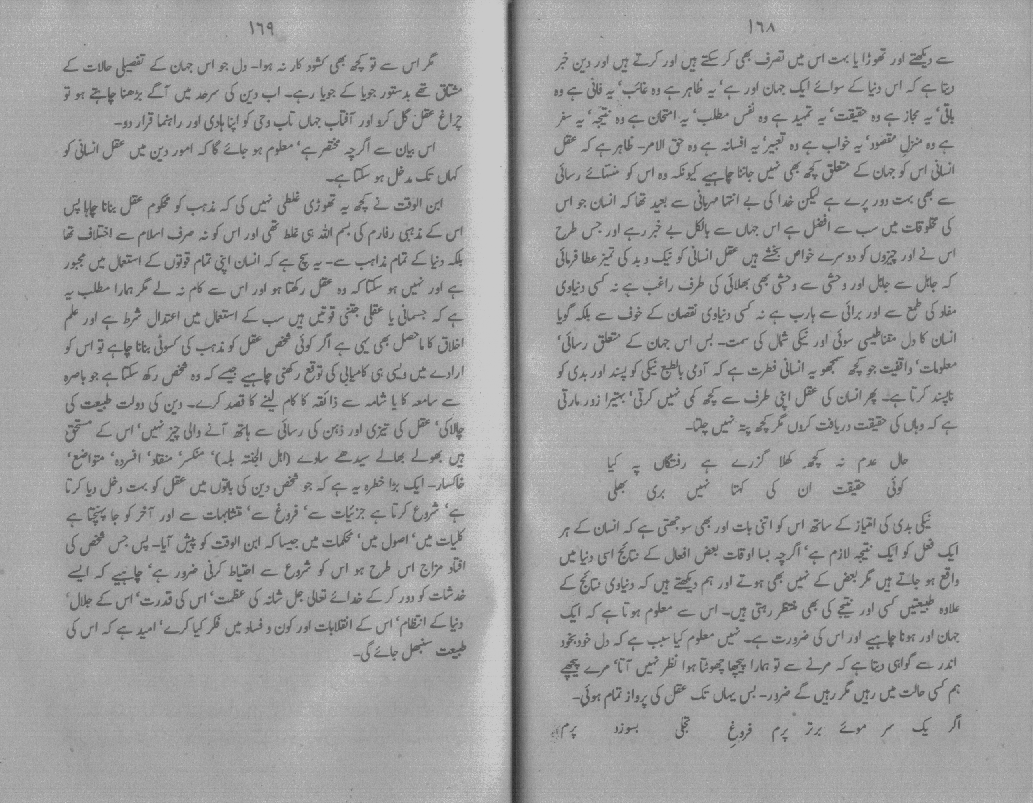 ۱۶۸
سے دیکھتے اور تھوڑا یا بہت اس میں تصرف بھی کر سکتے ہیں اور کرتے ہیں اور دین خبر
دیتا ہے کہ اس دنیا کے سوائے ایک جہان اور ہے‘ یہ ظاہر ہے وہ غائب‘ یہ فانی ہے وہ
باقی‘ یہ مجاز ہے وہ حقیقت‘ یہ تمہید ہے وہ نفس مطلب‘ یہ امتحان ہے وہ نتیجہ‘ یہ سفر
ہے وہ منزلِ مقصود‘ یہ خواب ہے وہ تعبیر‘ یہ افسانہ ہے وہ حق الامر۔ ظاہر ہے کہ عقل
انسانی اس کو جہان کے متعلق کچھ بھی نہیں جاننا چاہیے کیونکہ وہ اس کو منتہائے رسائی
سے بھی بہت دور پرے ہے لیکن خدا کی بے انتہا مہربانی سے بعید تھا کہ انسان جو اس
کی مخلوقات میں سب سے افضل ہے اس جہاں سے بالکل بے خبر رہے اور جس طرح
اس نے اور چیزوں کو دوسرے خواص بخشے ہیں عقل انسانی کو نیک و بد کی تمیز عطا فرمائی
کہ جاہل سے جاہل اور وحشی سے وحشی بھی بھلائی کی طرف راغب ہے نہ کسی دنیاوی
مفاد کی طمع سے اور برائی سے ہارب ہے نہ کسی دنیاوی نقصان کے خوف سے بلکہ گویا
انسان کا دل مقناطیسی سوئی اور نیکی شمال کی سمت۔ بس اس جہان کے متعلق رسائی‘
معلومات‘ واقفیت جو کچھ سمجھو یہ انسانی فطرت ہے کہ آدمی بالطبع نیکی کو پسند اور بدی کو
ناپسند کرتا ہے۔ پھر انسان کی عقل اپنی طرف سے کچھ کمی نہیں کرتی‘ بہتیرا زور مارتی
ہے کہ وہاں کی حقیقت دریافت کروں مگر کچھ پتہ نہیں چلتا۔
حال عدم نہ کچھ کھلا گزرے ہے رفتگاں پہ کیا
کوئی حقیقت ان کی کہتا نہیں بری بھلی
نیکی بدی کی امتیاز کے ساتھ اس کو اتنی بات اور بھی سوجھتی ہے کہ انسان کے ہر
ایک فعل کو ایک نتیجہ لازم ہے‘ اگرچہ بسا اوقات بعض افعال کے نتائج اسی دنیا میں
واقع ہو جاتے ہیں مگر بعض کے نہیں بھی ہوتے اور ہم دیکھتے ہیں کہ دنیاوی نتائج کے
علاوہ طبیعتیں کسی اور نتیجے کی بھی منتظر رہتی ہیں۔ اس سے معلوم ہوتا ہے کہ ایک
جہان اور ہونا چاہیے اور اس کی ضرورت ہے۔ نہیں معلوم کیا سبب ہے کہ دل خودبخود
اندر سے گواہی دیتا ہے کہ مرنے سے تو ہمارا پیچھا چھوٹتا ہوا نظر نہیں آتا‘ مرے پیچھے
ہم کسی حالت میں رہیں مگر رہیں گے ضرور۔ بس یہاں تک عقل کی پرواز تمام ہوئی۔
اگر یک سر موئے برتر پرم فروغِ تجلی بسوزد پرم
۱۶۹
مگر اس سے تو کچھ بھی کشود کار نہ ہوا۔ دل جو اس جہان کے تفصیلی حالات کے
مشتاق تھے بدستور جویا کے جویا رہے۔ اب دین کی سرحد میں آگے بڑھنا چاہتے ہو تو
چراغ عقل گل کرو اور آفتاب جہاں تاب وحی کو اپنا ہادی اور راہنما قرار دو۔
اس بیان سے اگرچہ مختصر ہے‘ معلوم ہو جائے گا کہ امور دین میں عقل انسانی کو
کہاں تک مدخل ہو سکتا ہے۔
ابن الوقت نے کچھ یہ تھوڑی غلطی نہیں کی کہ مذہب کو محکوم عقل بنانا چاہا پس
اس کے مذہبی رفارم کی بسم اللہ ہی غلط تھی اور اس کو نہ صرف اسلام سے اختلاف تھا
بلکہ دنیا کے تمام مذاہب سے۔ یہ سچ ہے کہ انسان اپنی تمام قوتوں کے استعمال میں مجبور
ہے اور نہیں ہو سکتا کہ وہ عقل رکھتا ہو اور اس سے کام نہ لے مگر ہمارا مطلب یہ
ہے کہ جسمانی یا عقلی جتنی قوتیں ہیں سب کے استعمال میں اعتدال شرط ہے اور علم
اخلاق کا ماحصل بھی یہی ہے اگر کوئی شخص عقل کو مذہب کی کسوٹی بنانا چاہے تو اس کو
ارادے میں ویسی ہی کامیابی کی توقع رکھنی چاہیے جیسے کہ وہ شخص رکھ سکتا ہے جو باصرہ
سے سامعہ کا یا شامہ سے ذائقہ کا کام لینے کا قصد کرے۔ دین کی دولت طبیعت کی
چالاکی‘ عقل کی تیزی اور ذہن کی رسائی سے ہاتھ آنے والی چیز نہیں‘ اس کے مستحق
ہیں بھولے بھالے سیدھے سادے (اہل الجنتہ بلہ)‘ منکسر‘ منقاد‘ افسردہ‘ متواضع‘
خاکسار۔ ایک بڑا خطرہ یہ ہے کہ جو شخص دین کی باتوں میں عقل کو بہت دخل دیا کرتا
ہے‘ شروع کرتا ہے جزئیات سے‘ فروغ سے‘ متشابہات سے اور آخر کو جا پہنچتا ہے
کلیات میں‘ اصول میں‘ محکمات میں جیسا کہ ابن الوقت کو پیش آیا۔ پس جس شخص کی
افتاد مزاج اس طرح ہو اس کو شروع سے احتیاط کرنی ضرور ہے‘ چاہیے کہ ایسے
خدشات کو دور کر کے خدائے تعالیٰ جل شانہ کی عظمت‘ اس کی قدرت‘ اس کے جلال‘
دنیا کے انتظام‘ اس کے انقلابات اور کون و فساد میں فکر کیا کرے‘ امید ہے کہ اس کی
طبیعت سنبھل جائے گی۔